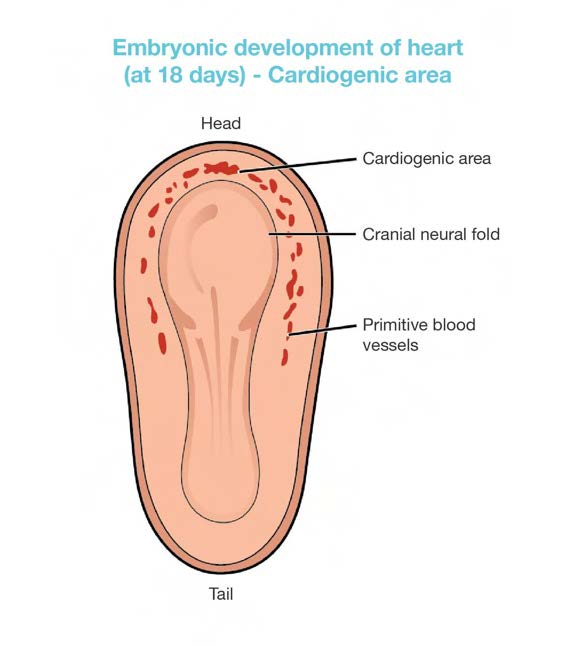 Embryonic development of heart
(at 18 days) - Cardiogenic area
Head
Cardiogenic area
Cranial neural fold
Primitive blood
vessels
Tail